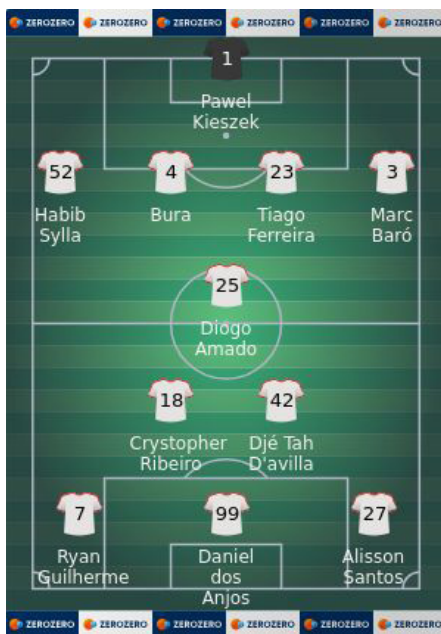 ZEROZERO ZEROZERO ZEROZERO ZEROZERO ZEROZERO ZEROZERO
1
Pawel
Kieszek
52 4 23 3
Habib Bura Tiago Marc
Sylla Ferreira Baró
25
Diogo
Amado
18 42
Crystopher Djé Tah
Ribeiro D'avilla
7 99 27
Ryan Daniel Alisson
Guilherme dos Santos
Anjos
ZEROZERO ZEROZERO ZEROZERO ZEROZERO ZEROZERO ZEROZERO